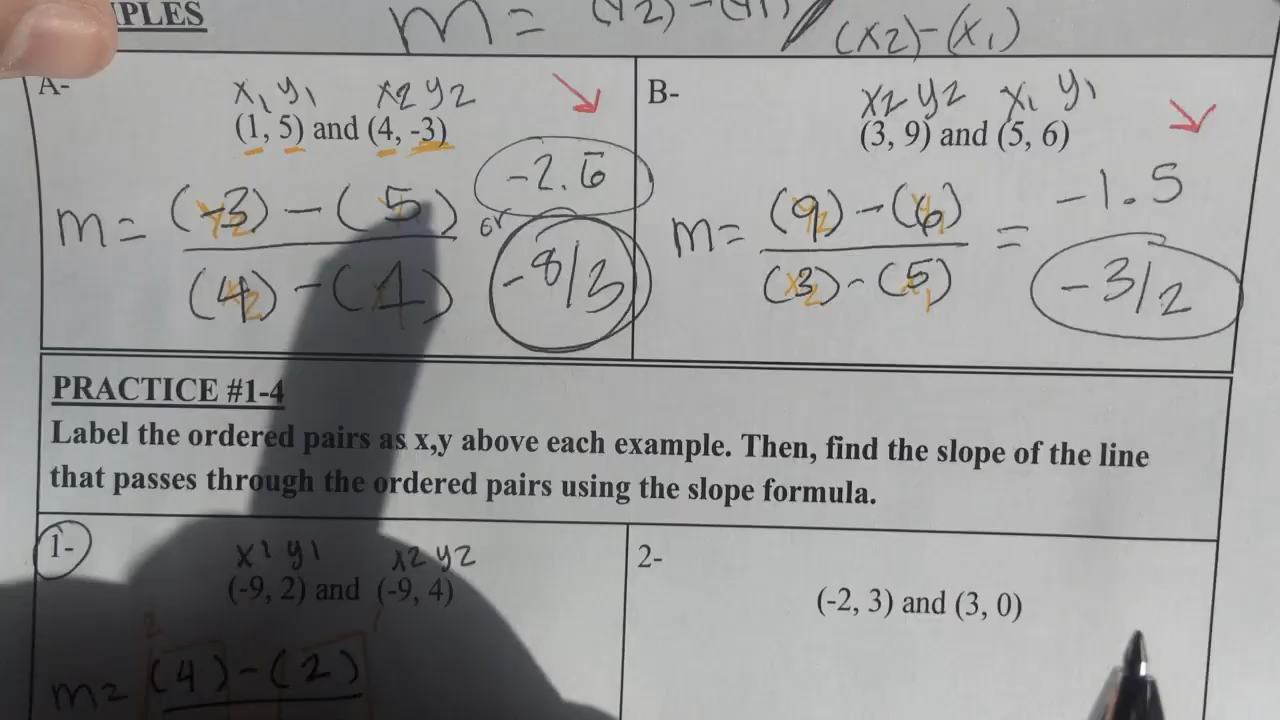 PLES
m = (y2)-(y1)/(x2)-(x1)
A-
x1 y1 x2 y2
(1, 5) and (4, -3)
m= (-3)-(5)
(4)-(1)
-2.6̅
or
-8/3
B-
x2 y2 x1 y1
(3, 9) and (5, 6)
m= (9)-(6) =
(3)-(5)
-1.5
-3/2
PRACTICE #1-4
Label the ordered pairs as x,y above each example. Then, find the slope of the line
that passes through the ordered pairs using the slope formula.
1-
x1 y1 x2 y2
(-9, 2) and (-9, 4)
m= (4)-(2)
2-
(-2, 3) and (3, 0)